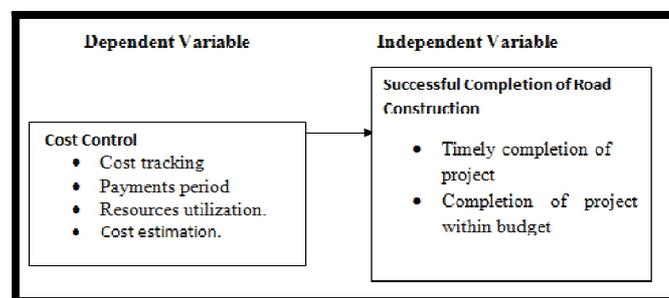 Dependent Variable
Independent Variable
Cost Control
• Cost tracking
• Payments period
• Resources utilization.
• Cost estimation.
Successful Completion of Road
Construction
• Timely completion of
project
• Completion of project
within budget